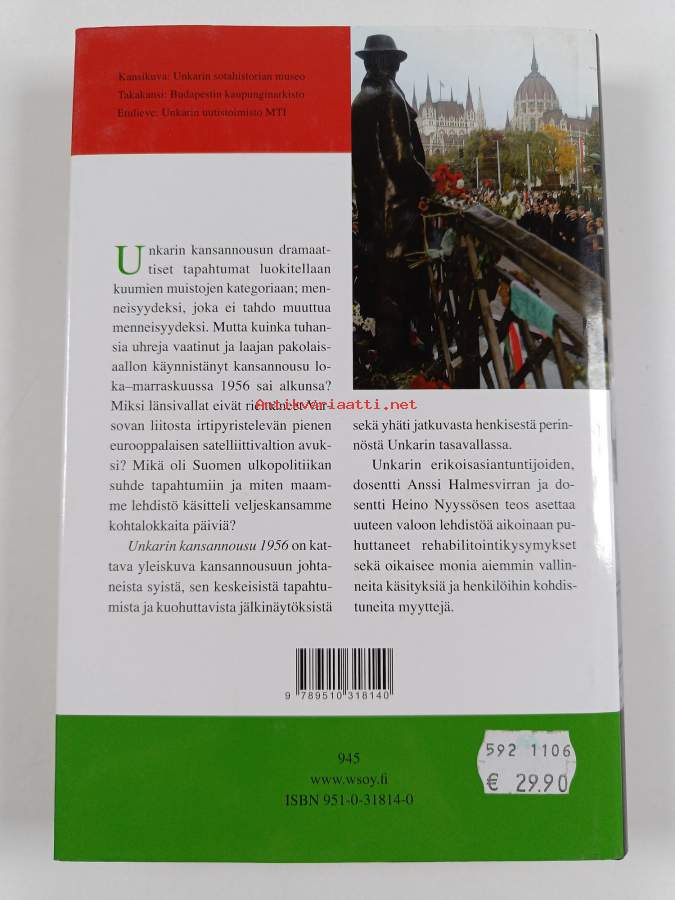 Kansikuva: Unkarin sotahistorian museo
Takakansi: Budapestin kaupunginarkisto
Etulieve: Unkarin uutistoimisto MTI
Unkarin kansannousun dramaat-
tiset tapahtumat luokitellaan
kuumien muistojen kategoriaan; men-
neisyydeksi, joka ei tahdo muuttua
menneisyydeksi. Mutta kuinka tuhan-
sia uhreja vaatinut ja laajan pakolais-
aallon käynnistänyt kansannousu lo-
ka–marraskuussa 1956 sai alkunsa?
Miksi länsivallat eivät
sovan liitosta irtipyristelevän pienen
eurooppalaisen satelliittivaltion avuk-
si? Mikä oli Suomen ulkopolitiikan
suhde tapahtumiin ja miten maam-
me lehdistö käsitteli veljeskansamme
kohtalokkaita päiviä?
Unkarin kansannousu 1956 on kat-
tava yleiskuva kansannousuun johta-
neista syistä, sen keskeisistä tapahtu-
mista ja kuohuttavista jälkinäytöksistä
sekä yhäti jatkuvasta henkisestä perin-
nöstä Unkarin tasavallassa.
Unkarin erikoisasiantuntijoiden,
dosentti Anssi Halmesvirran ja do-
sentti Heino Nyyssösen teos asettaa
uuteen valoon lehdistöä aikoinaan pu-
huttaneet rehabilitointikysymykset
sekä oikaisee monia aiemmin vallin-
neita käsityksiä ja henkilöihin kohdis-
tuneita myyttejä.
Antikvariaatti.net
9 789510 318140
945
www.wsoy.fi
ISBN 951-0-31814-0
592 1106
€ 29.90